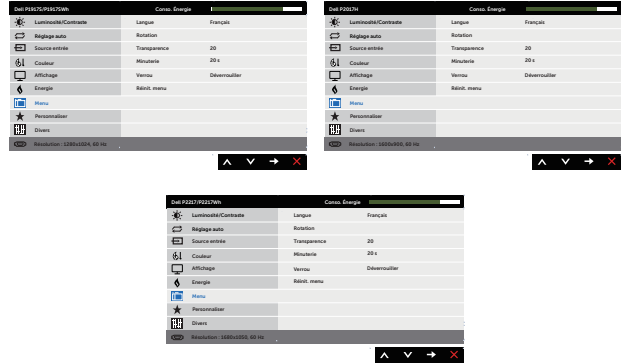 Dell P1917S/P1917SWh Conso. Énergie
Luminosité/Contraste Langue Français
Réglage auto Rotation
Source entrée Transparence 20
Couleur Minuterie 20 s
Affichage Verrou Déverrouiller
Energie Réinit. menu
Menu
Personnaliser
Divers
Résolution : 1280x1024, 60 Hz
Dell P2017H Conso. Énergie
Luminosité/Contraste Langue Français
Réglage auto Rotation
Source entrée Transparence 20
Couleur Minuterie 20 s
Affichage Verrou Déverrouiller
Energie Réinit. menu
Menu
Personnaliser
Divers
Résolution : 1600x900, 60 Hz
Dell P2217/P2217Wh Conso. Énergie
Luminosité/Contraste Langue Français
Réglage auto Rotation
Source entrée Transparence 20
Couleur Minuterie 20 s
Affichage Verrou Déverrouiller
Energie Réinit. menu
Menu
Personnaliser
Divers
Résolution : 1680x1050, 60 Hz